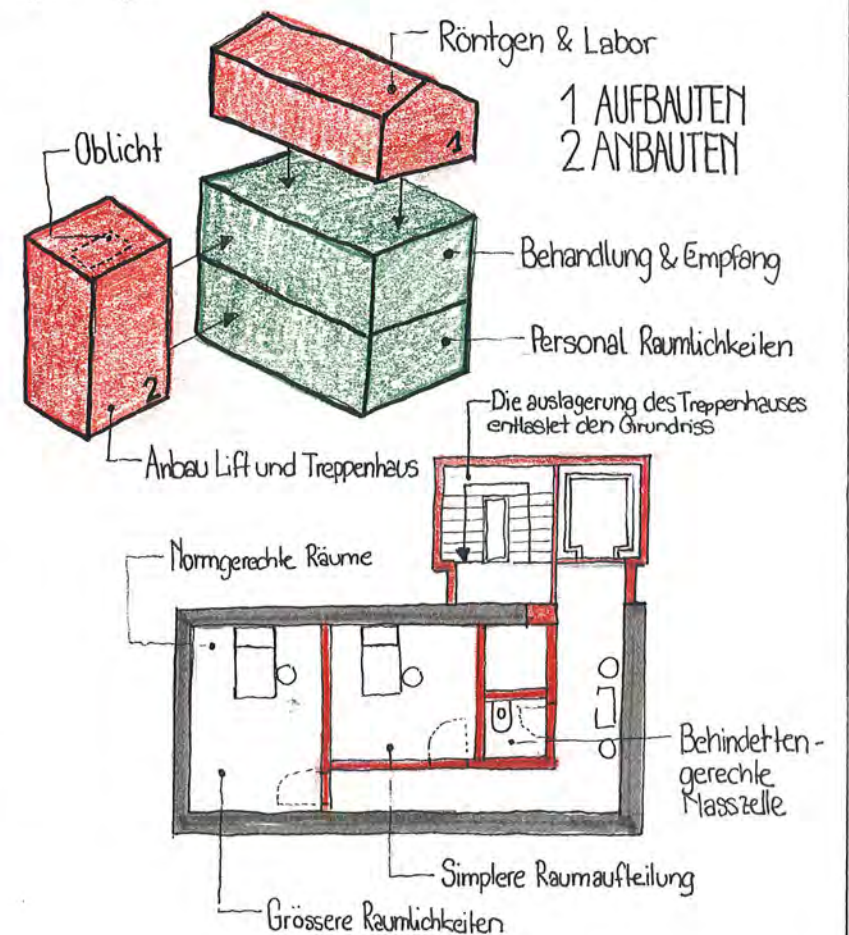 Röntgen & Labor
1 AUFBAUTEN
2 ANBAUTEN
Oblicht
1
Behandlung & Empfang
Personal Raumlichkeilen
2
Die auslagerung des Treppenhauses
entlastet den Grundriss
Anbau Lift und Treppenhaus
Normgerechte Räume
Behindetten-
gerechte
Nasszelle
Simplere Raumaufteilung
Grössere Raumlichkeiten